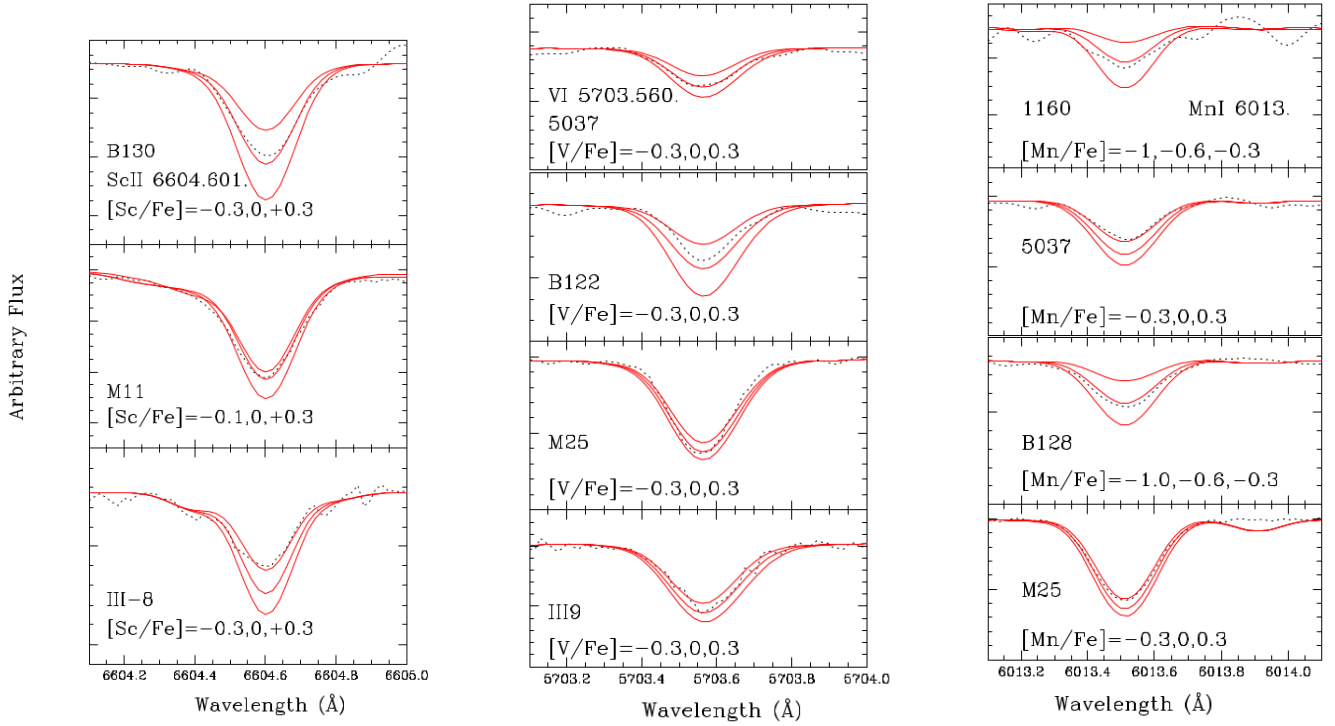 Arbitrary Flux
B130
ScII 6604.601.
[Sc/Fe]=−0.3,0,+0.3
M11
[Sc/Fe]=−0.1,0,+0.3
III−8
[Sc/Fe]=−0.3,0,+0.3
6604.2 6604.4 6604.6 6604.8 6605.0
Wavelength (Å)
VI 5703.560.
5037
[V/Fe]=−0.3,0,0.3
B122
[V/Fe]=−0.3,0,0.3
M25
[V/Fe]=−0.3,0,0.3
III9
[V/Fe]=−0.3,0,0.3
5703.2 5703.4 5703.6 5703.8 5704.0
Wavelength (Å)
1160 MnI 6013.
[Mn/Fe]=−1,−0.6,−0.3
5037
[Mn/Fe]=−0.3,0,0.3
B128
[Mn/Fe]=−1.0,−0.6,−0.3
M25
[Mn/Fe]=−0.3,0,0.3
6013.2 6013.4 6013.6 6013.8 6014.0
Wavelength (Å)